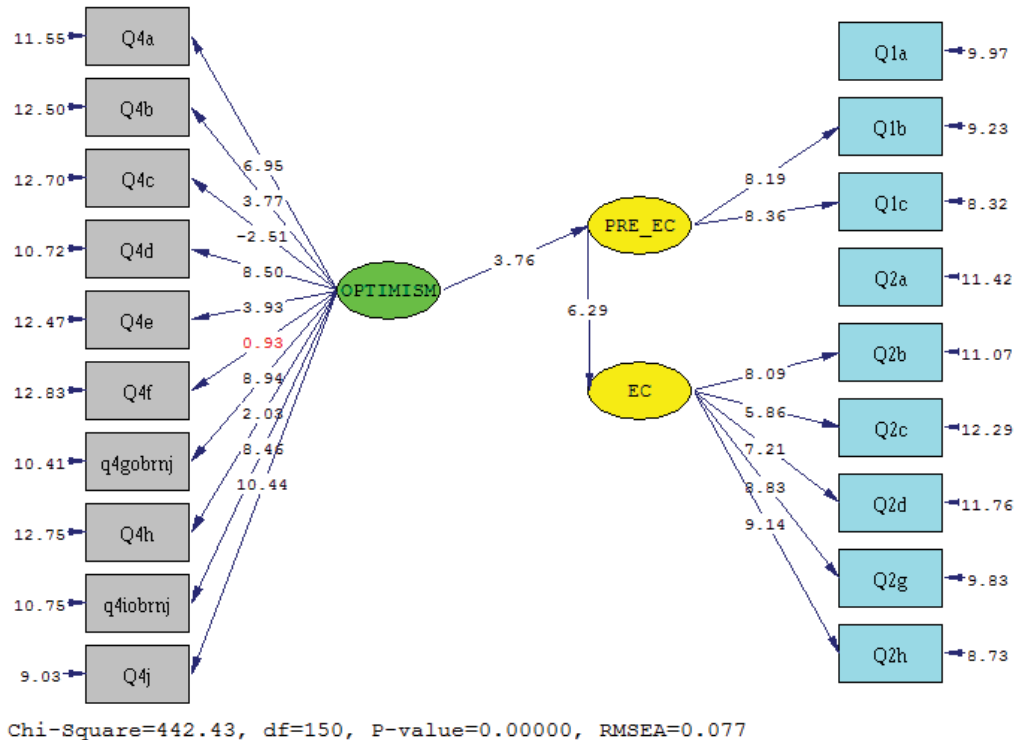 11.55 Q4a
12.50 Q4b
12.70 Q4c
10.72 Q4d
12.47 Q4e
12.83 Q4f
10.41 q4gobrnj
12.75 Q4h
10.75 q4iobrnj
9.03 Q4j
6.95
3.77
-2.51
8.50
3.93
0.93
8.94
2.03
8.46
10.44
OPTIMISM
3.76
PRE_EC
6.29
EC
8.19
8.36
8.09
5.86
7.21
8.83
9.14
Q1a 9.97
Q1b 9.23
Q1c 8.32
Q2a 11.42
Q2b 11.07
Q2c 12.29
Q2d 11.76
Q2g 9.83
Q2h 8.73
Chi-Square=442.43, df=150, P-value=0.00000, RMSEA=0.077